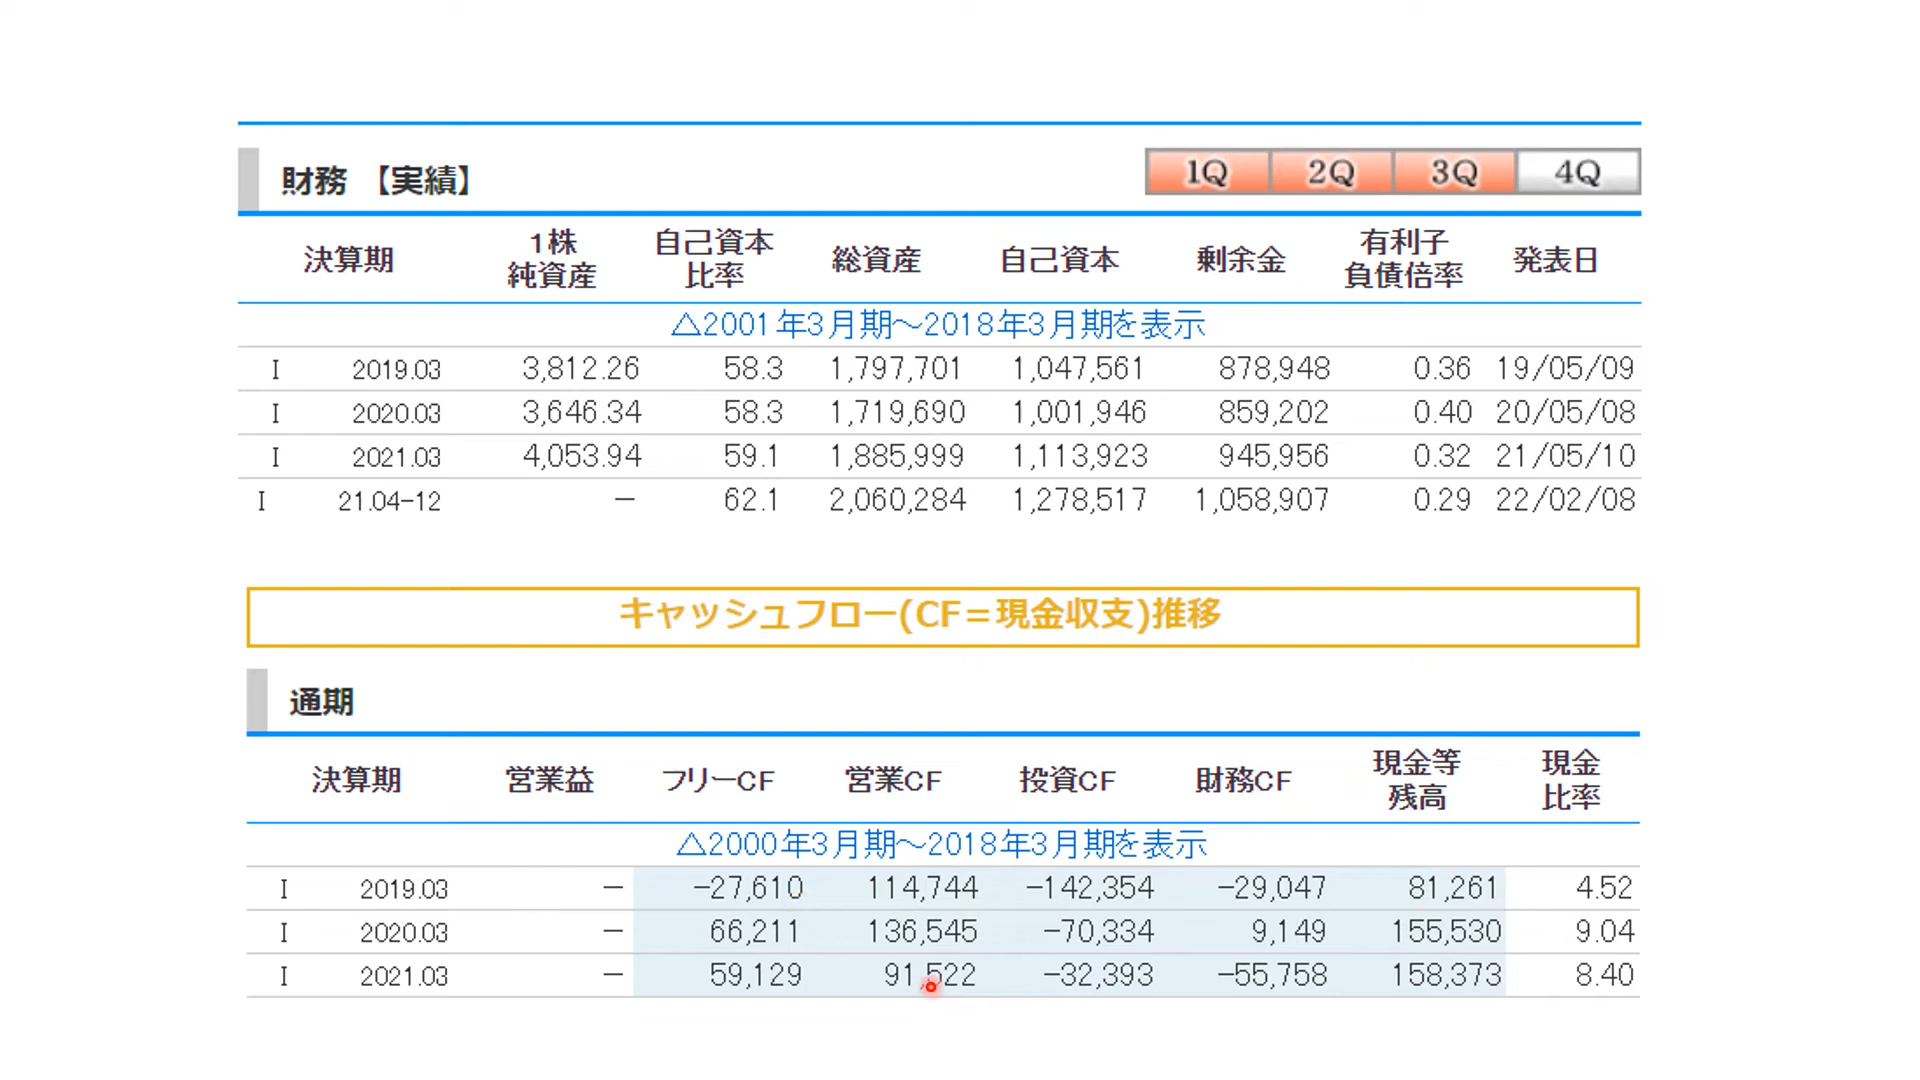 財務 【実績】 1Q 2Q 3Q 4Q
決算期 1株純資産 自己資本比率 総資産 自己資本 剰余金 有利子負債倍率 発表日
△2001年3月期～2018年3月期を表示
I 2019.03 3,812.26 58.3 1,797,701 1,047,561 878,948 0.36 19/05/09
I 2020.03 3,646.34 58.3 1,719,690 1,001,946 859,202 0.40 20/05/08
I 2021.03 4,053.94 59.1 1,885,999 1,113,923 945,956 0.32 21/05/10
I 21.04-12 － 62.1 2,060,284 1,278,517 1,058,907 0.29 22/02/08
キャッシュフロー(CF＝現金収支)推移
通期
決算期 営業益 フリーCF 営業CF 投資CF 財務CF 現金等残高 現金比率
△2000年3月期～2018年3月期を表示
I 2019.03 － -27,610 114,744 -142,354 -29,047 81,261 4.52
I 2020.03 － 66,211 136,545 -70,334 9,149 155,530 9.04
I 2021.03 － 59,129 91,522 -32,393 -55,758 158,373 8.40